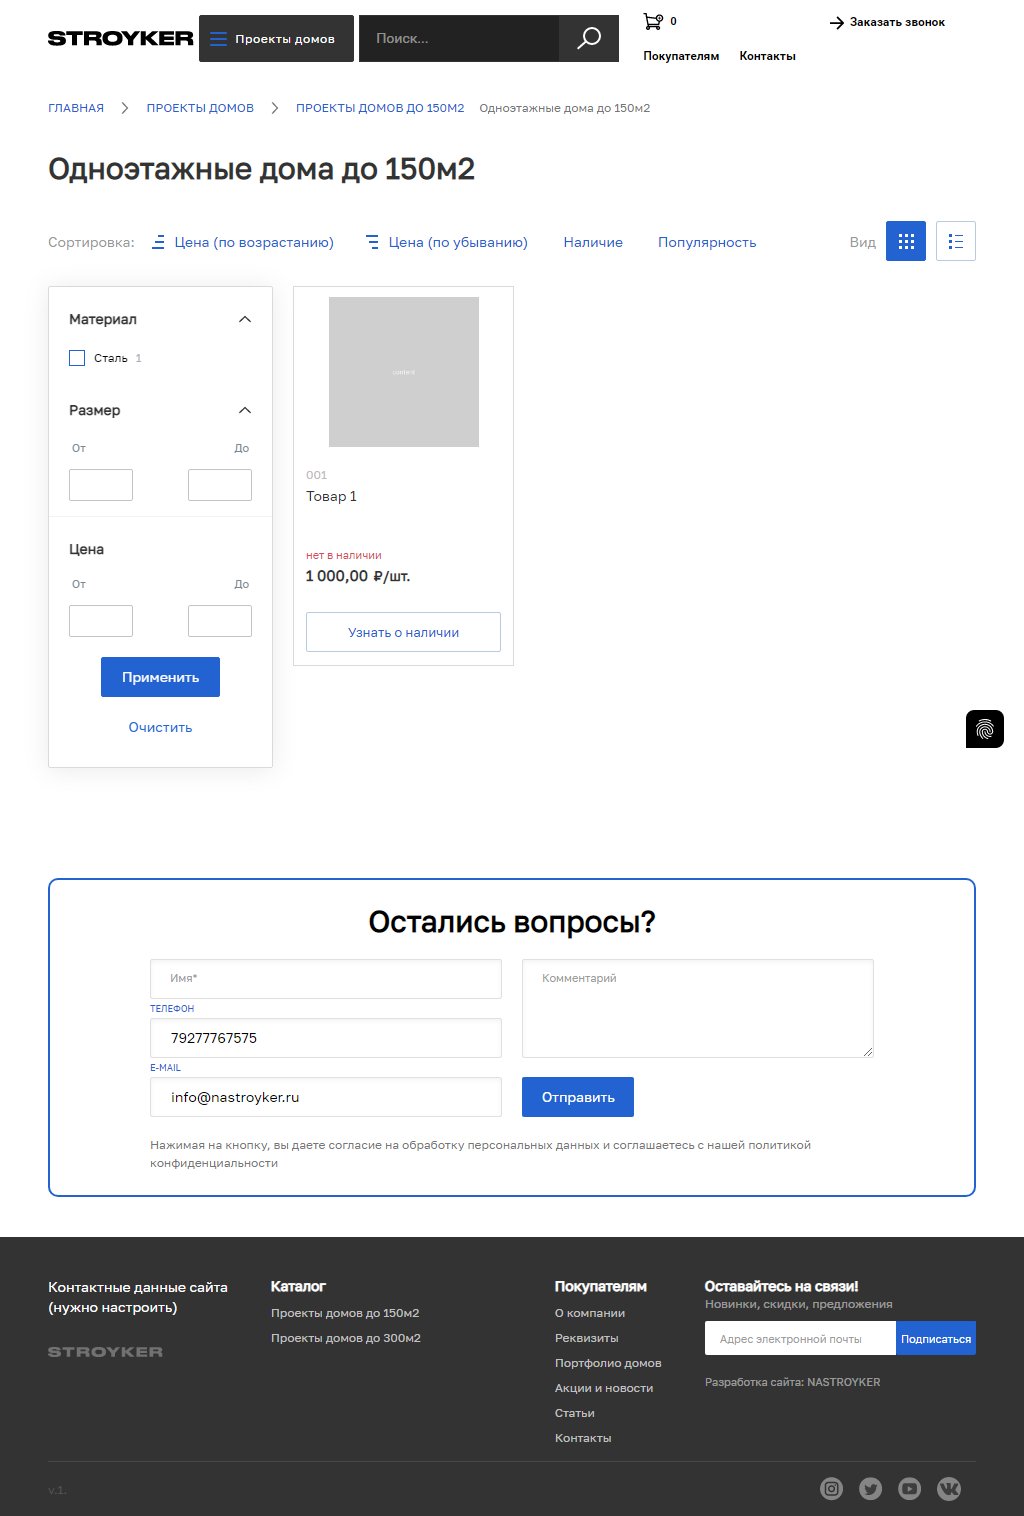 STROYKER
Проекты домов
Поиск...
0
Заказать звонок
Покупателям
Контакты
ГЛАВНАЯ
ПРОЕКТЫ ДОМОВ
ПРОЕКТЫ ДОМОВ ДО 150М2
Одноэтажные дома до 150м2
Одноэтажные дома до 150м2
Сортировка:
Цена (по возрастанию)
Цена (по убыванию)
Наличие
Популярность
Вид
Материал
Сталь 1
Размер
От
До
Цена
От
До
Применить
Очистить
001
Товар 1
нет в наличии
1 000,00 ₽/шт.
Узнать о наличии
Остались вопросы?
Имя*
ТЕЛЕФОН
79277767575
E-MAIL
info@nastroyker.ru
Комментарий
Отправить
Нажимая на кнопку, вы даете согласие на обработку персональных данных и соглашаетесь с нашей политикой
конфиденциальности
Контактные данные сайта
(нужно настроить)
STROYKER
Каталог
Проекты домов до 150м2
Проекты домов до 300м2
Покупателям
О компании
Реквизиты
Портфолио домов
Акции и новости
Статьи
Контакты
Оставайтесь на связи!
Новинки, скидки, предложения
Адрес электронной почты
Подписаться
Разработка сайта: NASTROYKER
v.1.